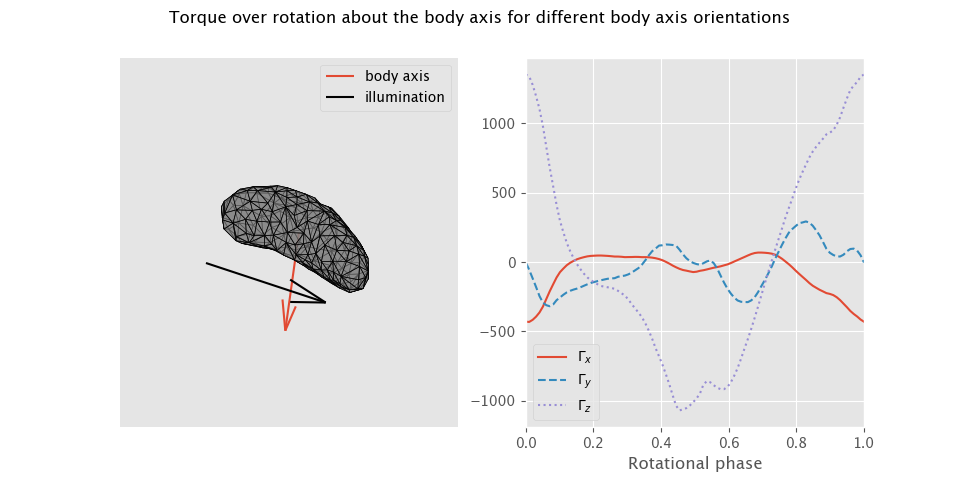 Torque over rotation about the body axis for different body axis orientations
body axis
illumination
1000
500
0
−500
−1000
Γx
Γy
Γz
0.0 0.2 0.4 0.6 0.8 1.0
Rotational phase